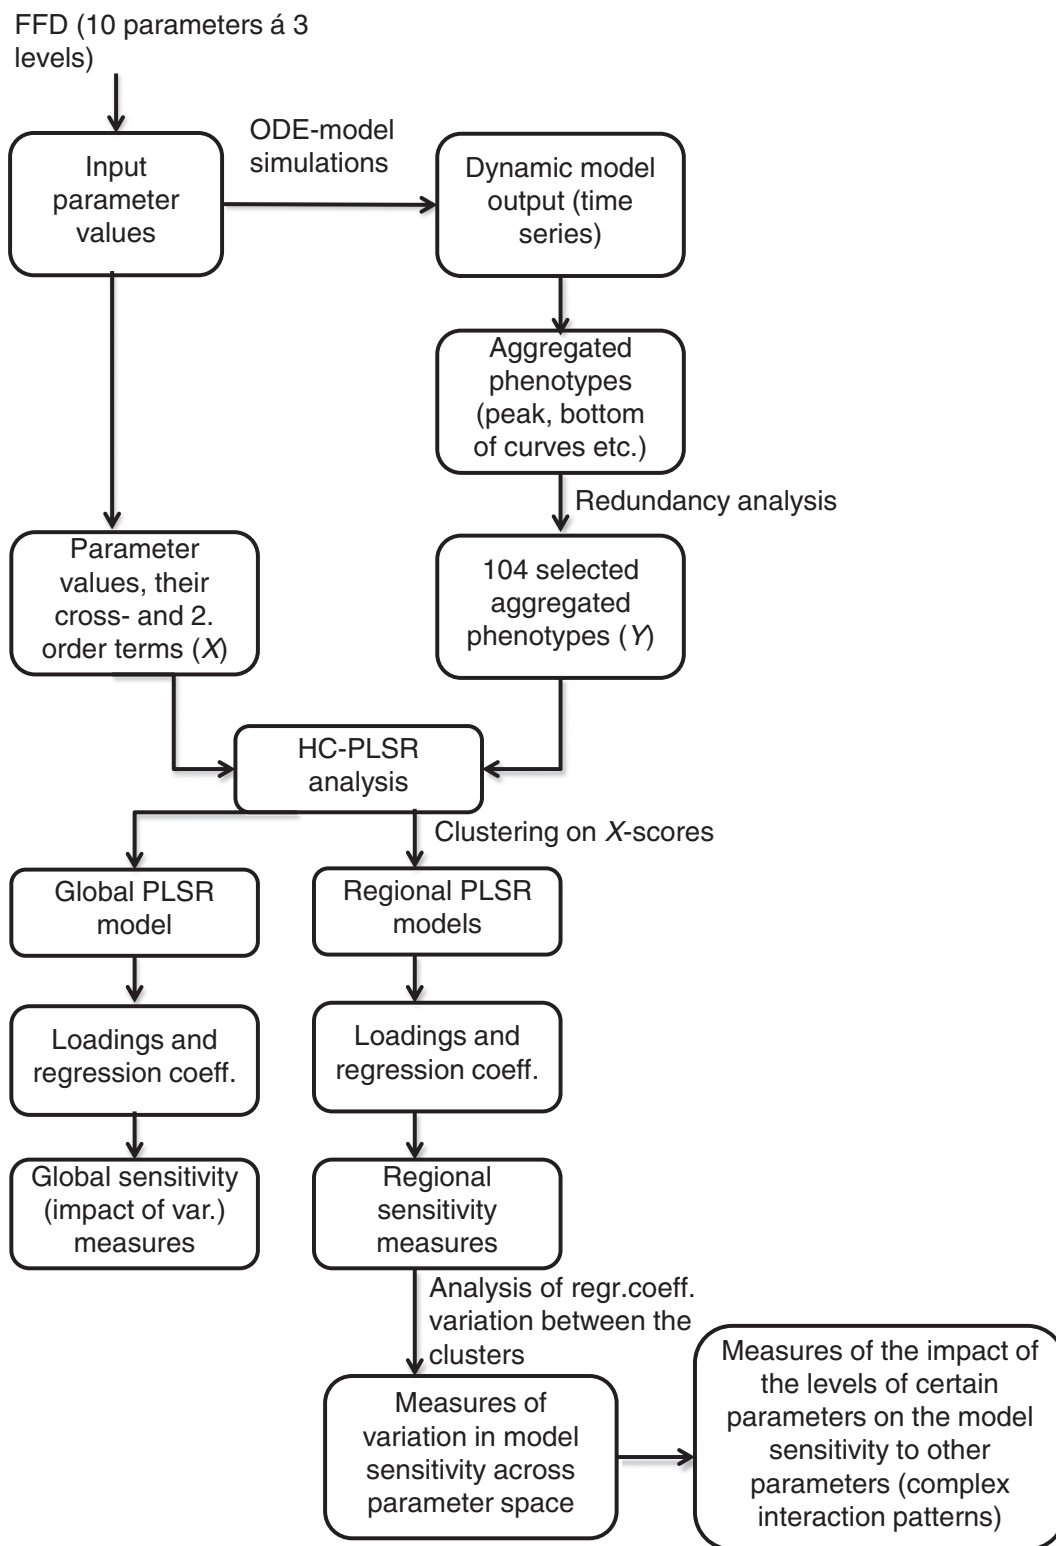 FFD (10 parameters á 3
levels)
Input
parameter
values
ODE-model
simulations
Dynamic model
output (time
series)
Aggregated
phenotypes
(peak, bottom
of curves etc.)
Redundancy analysis
Parameter
values, their
cross- and 2.
order terms (X)
104 selected
aggregated
phenotypes (Y)
HC-PLSR
analysis
Clustering on X-scores
Global PLSR
model
Regional PLSR
models
Loadings and
regression coeff.
Loadings and
regression coeff.
Global sensitivity
(impact of var.)
measures
Regional
sensitivity
measures
Analysis of regr.coeff.
variation between the
clusters
Measures of
variation in model
sensitivity across
parameter space
Measures of the impact of
the levels of certain
parameters on the model
sensitivity to other
parameters (complex
interaction patterns)